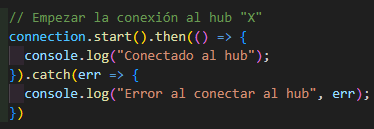 // Empezar la conexión al hub "X"
connection.start().then(() => {
  console.log("Conectado al hub");
}).catch(err => {
  console.log("Error al conectar al hub", err);
})